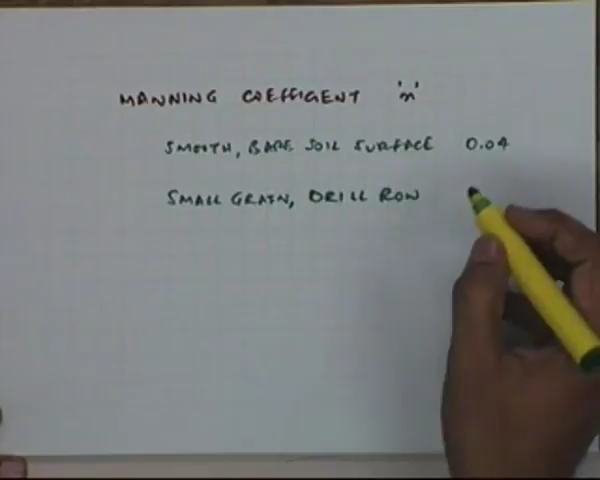 MANNING COEFFICIENT 'n'
SMOOTH, BARE SOIL SURFACE 0.04
SMALL GRAIN, DRILL ROW